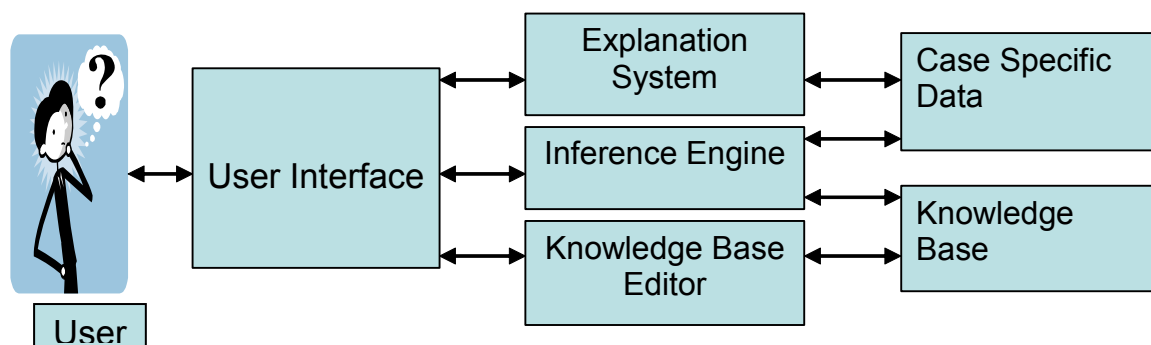 ?
Explanation
System
Case Specific
Data
User Interface
Inference Engine
Knowledge Base
Editor
Knowledge
Base
User